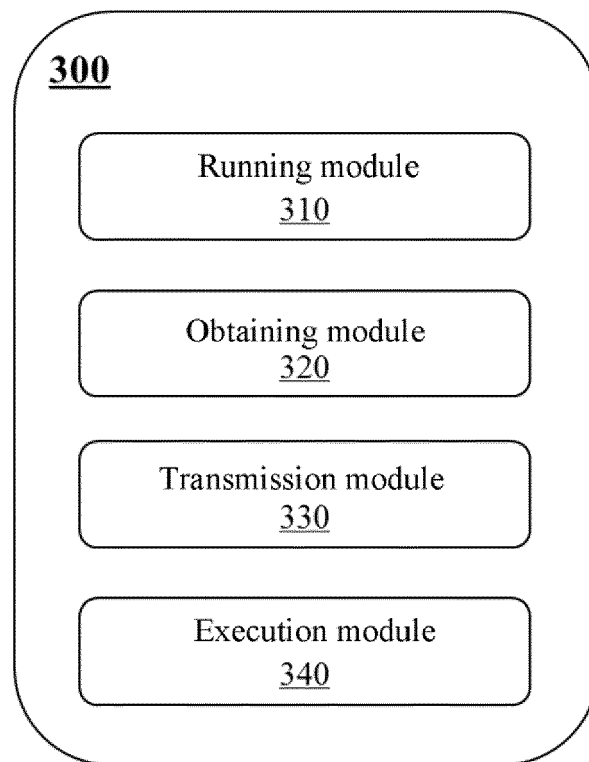 300
Running module
310
Obtaining module
320
Transmission module
330
Execution module
340